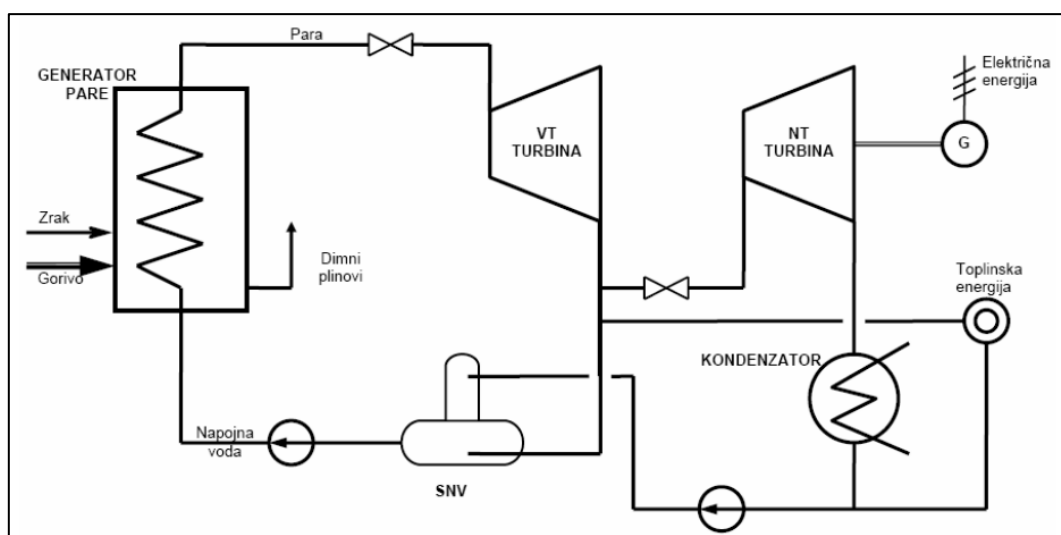 Para
GENERATOR
PARE
Električna
energija
VT
TURBINA
NT
TURBINA
G
Zrak
Gorivo
Dimni
plinovi
Toplinska
energija
KONDENZATOR
Napojna
voda
SNV